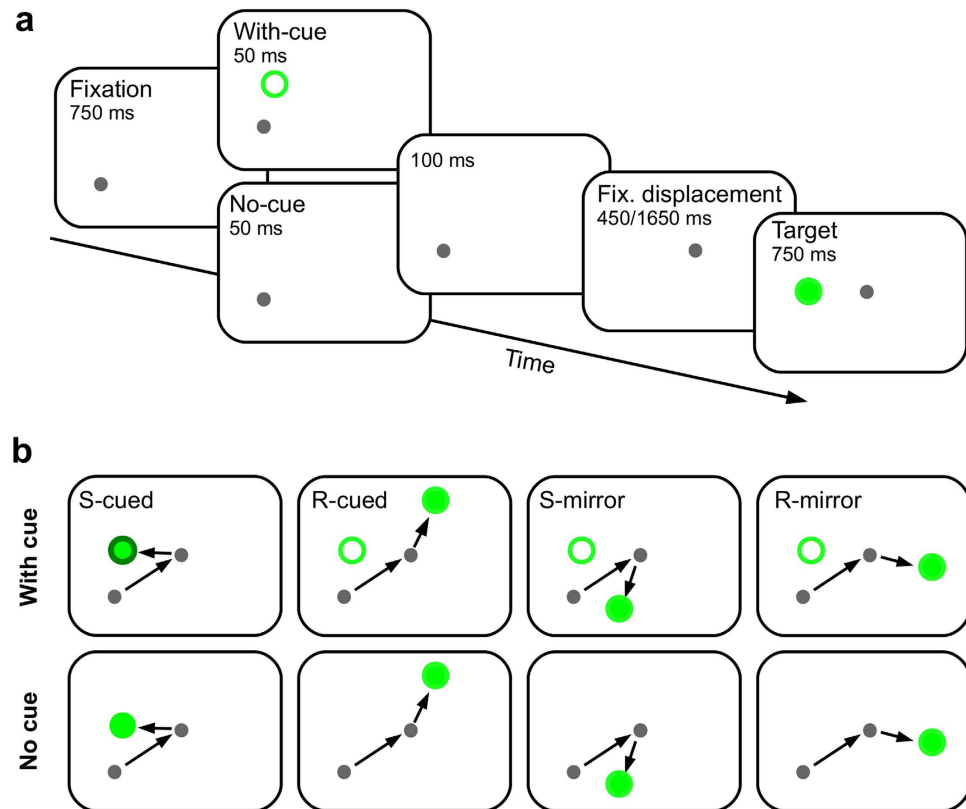 a
Fixation
750 ms
With-cue
50 ms
No-cue
50 ms
100 ms
Fix. displacement
450/1650 ms
Target
750 ms
Time
b
With cue
S-cued
R-cued
S-mirror
R-mirror
No cue